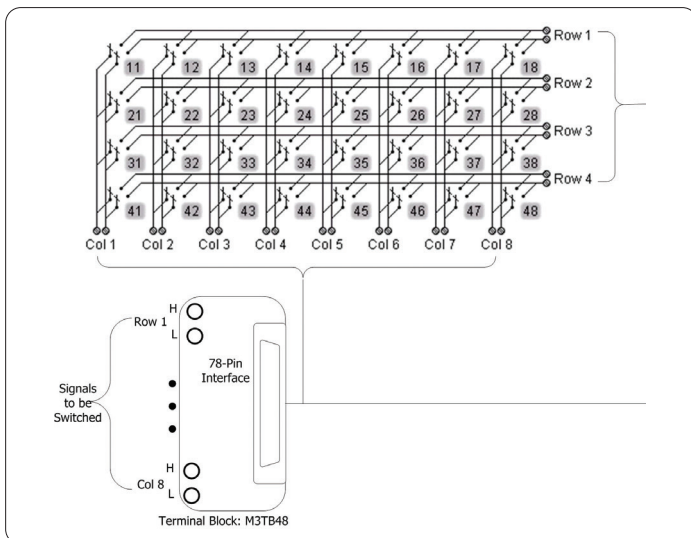 Row 1
11 12 13 14 15 16 17 18
Row 2
21 22 23 24 25 26 27 28
Row 3
31 32 33 34 35 36 37 38
Row 4
41 42 43 44 45 46 47 48
Col 1 Col 2 Col 3 Col 4 Col 5 Col 6 Col 7 Col 8
H
Row 1
L
78-Pin
Interface
Signals
to be
Switched
H
Col 8
L
Terminal Block: M3TB48